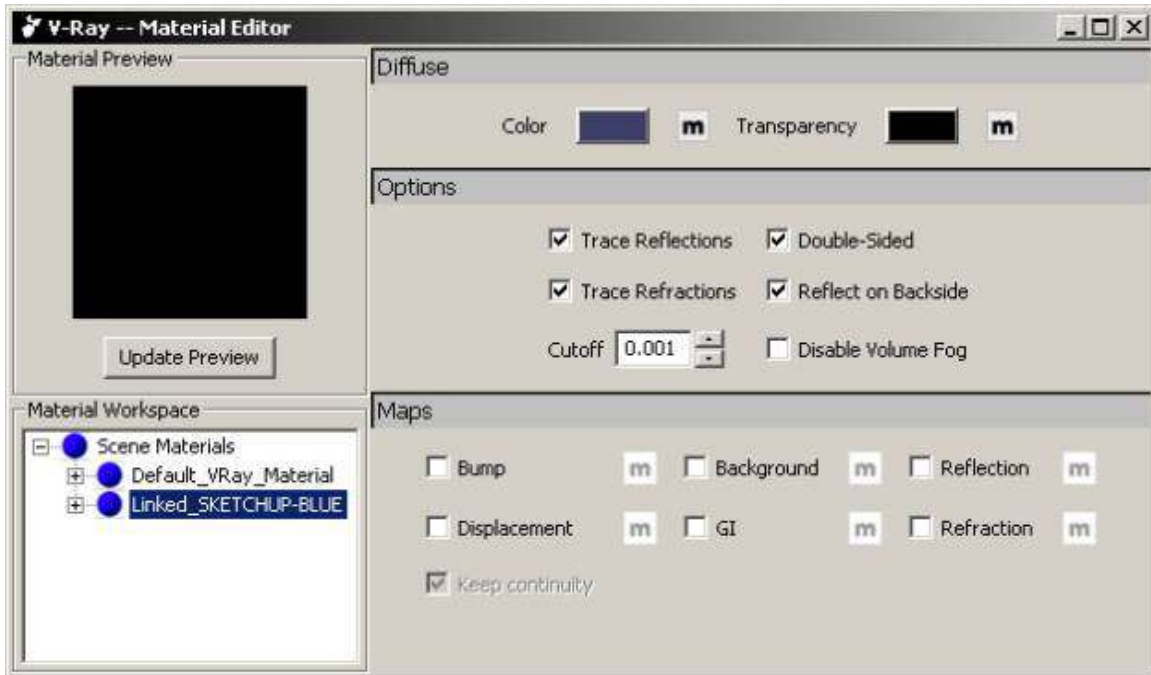 V-Ray -- Material Editor
Material Preview
Update Preview
Material Workspace
Scene Materials
Default_VRay_Material
Linked_SKETCHUP-BLUE
Diffuse
Color m Transparency m
Options
Trace Reflections Double-Sided
Trace Refractions Reflect on Backside
Cutoff 0.001 Disable Volume Fog
Maps
Bump m Background m Reflection m
Displacement m GI m Refraction m
Keep continuity